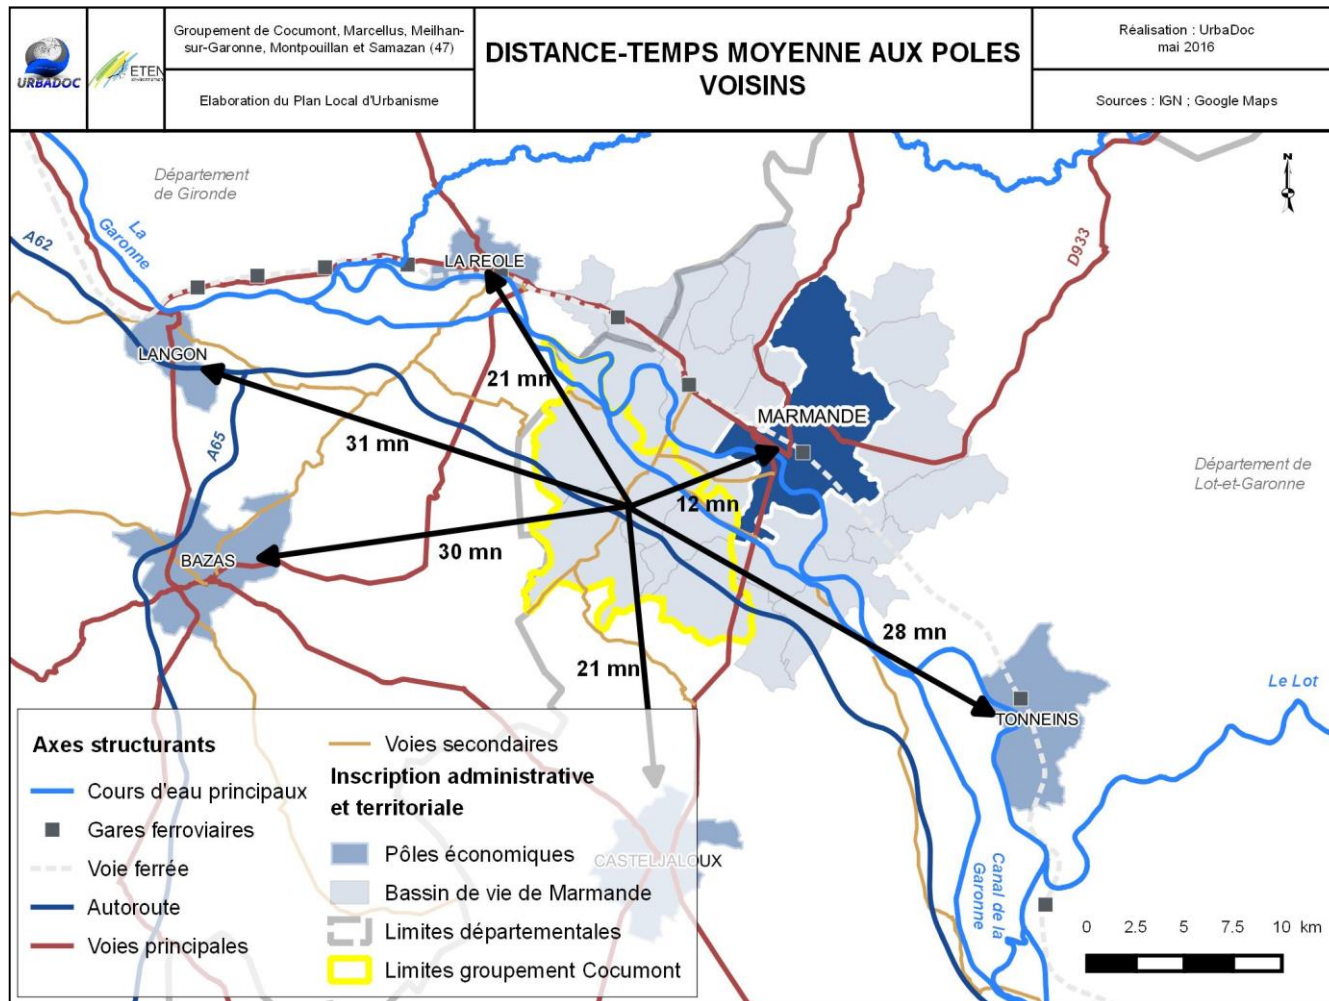 URBADOC
ETEN
Groupement de Cocumont, Marcellus, Meilhan-
sur-Garonne, Montpouillan et Samazan (47)
Elaboration du Plan Local d'Urbanisme
DISTANCE-TEMPS MOYENNE AUX POLES
VOISINS
Réalisation : UrbaDoc
mai 2016
Sources : IGN ; Google Maps
Département
de Gironde
N
La
Garonne
A62
D933
LA REOLE
LANGON
21 mn
MARMANDE
31 mn
A65
Département de
Lot-et-Garonne
12 mn
30 mn
BAZAS
28 mn
21 mn
Le Lot
TONNEINS
CASTELJALOUX
Canal de la
Garonne
Axes structurants
Cours d'eau principaux
Gares ferroviaires
Voie ferrée
Autoroute
Voies principales
Voies secondaires
Inscription administrative
et territoriale
Pôles économiques
Bassin de vie de Marmande
Limites départementales
Limites groupement Cocumont
0 2.5 5 7.5 10 km